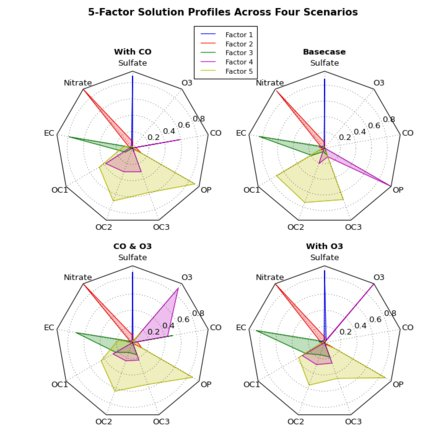 5-Factor Solution Profiles Across Four Scenarios
Factor 1
Factor 2
Factor 3
Factor 4
Factor 5
With CO
Sulfate
Nitrate
O3
EC
CO
OC1
OP
OC2
OC3
0.2 0.4 0.6 0.8
Basecase
Sulfate
Nitrate
O3
EC
CO
OC1
OP
OC2
OC3
0.2 0.4 0.6 0.8
CO & O3
Sulfate
Nitrate
O3
EC
CO
OC1
OP
OC2
OC3
0.2 0.4 0.6 0.8
With O3
Sulfate
Nitrate
O3
EC
CO
OC1
OP
OC2
OC3
0.2 0.4 0.6 0.8